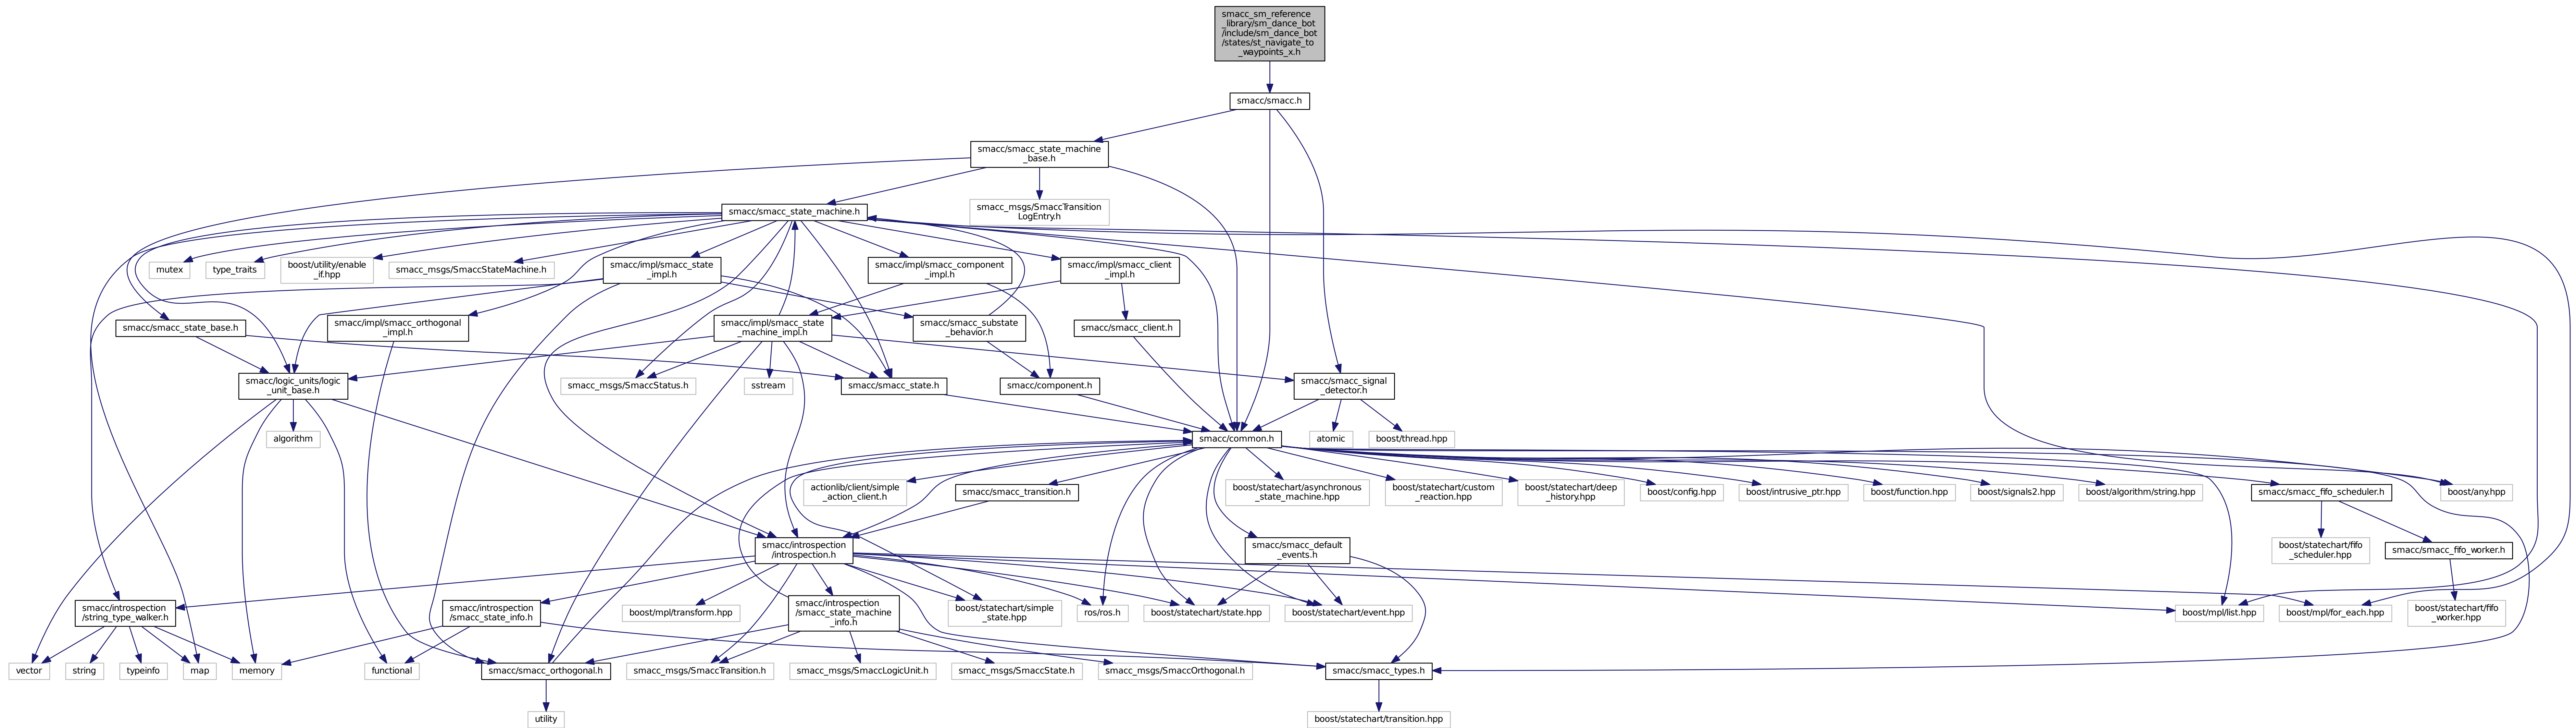 smacc_sm_reference
_library/sm_dance_bot
/include/sm_dance_bot
/states/st_navigate_to
_waypoints_x.h
smacc/smacc.h
smacc/smacc_state_machine
_base.h
smacc/smacc_state_machine.h
smacc_msgs/SmaccTransition
LogEntry.h
mutex
type_traits
boost/utility/enable
_if.hpp
smacc_msgs/SmaccStateMachine.h
smacc/impl/smacc_state
_impl.h
smacc/impl/smacc_component
_impl.h
smacc/impl/smacc_client
_impl.h
smacc/smacc_state_base.h
smacc/impl/smacc_orthogonal
_impl.h
smacc/impl/smacc_state
_machine_impl.h
smacc/smacc_substate
_behavior.h
smacc/smacc_client.h
smacc/logic_units/logic
_unit_base.h
smacc_msgs/SmaccStatus.h
sstream
smacc/smacc_state.h
smacc/component.h
smacc/smacc_signal
_detector.h
algorithm
smacc/common.h
atomic
boost/thread.hpp
actionlib/client/simple
_action_client.h
smacc/smacc_transition.h
boost/statechart/asynchronous
_state_machine.hpp
boost/statechart/custom
_reaction.hpp
boost/statechart/deep
_history.hpp
boost/config.hpp
boost/intrusive_ptr.hpp
boost/function.hpp
boost/signals2.hpp
boost/algorithm/string.hpp
smacc/smacc_fifo_scheduler.h
boost/any.hpp
smacc/introspection
/introspection.h
smacc/smacc_default
_events.h
boost/statechart/fifo
_scheduler.hpp
smacc/smacc_fifo_worker.h
smacc/introspection
/string_type_walker.h
smacc/introspection
/smacc_state_info.h
boost/mpl/transform.hpp
smacc/introspection
/smacc_state_machine
_info.h
boost/statechart/simple
_state.hpp
ros/ros.h
boost/statechart/state.hpp
boost/statechart/event.hpp
boost/mpl/list.hpp
boost/mpl/for_each.hpp
boost/statechart/fifo
_worker.hpp
vector
string
typeinfo
map
memory
functional
smacc/smacc_orthogonal.h
smacc_msgs/SmaccTransition.h
smacc_msgs/SmaccLogicUnit.h
smacc_msgs/SmaccState.h
smacc_msgs/SmaccOrthogonal.h
smacc/smacc_types.h
utility
boost/statechart/transition.hpp